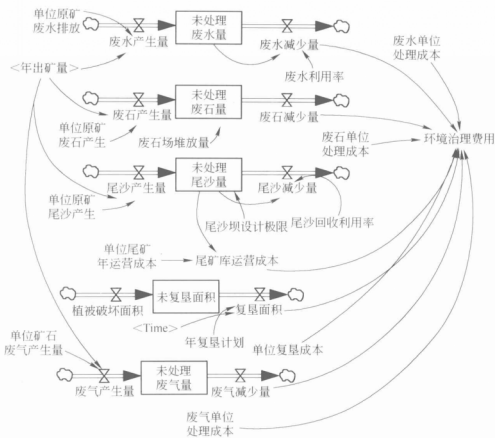 单位原矿
废水排放
未处理
废水量
废水产生量
废水减少量
废水单位
处理成本
<年出矿量>
废水利用率
未处理
废石量
废石产生量
废石减少量
单位原矿
废石产生
废石场堆放量
废石单位
处理成本
环境治理费用
未处理
尾沙量
尾沙产生量
尾沙减少量
单位原矿
尾沙产生
尾沙坝设计极限
尾沙回收利用率
单位尾矿
年运营成本
尾矿库运营成本
未复垦面积
植被破坏面积
复垦面积
<Time>
年复垦计划
单位复垦成本
单位矿石
废气产生量
未处理
废气量
废气产生量
废气减少量
废气单位
处理成本